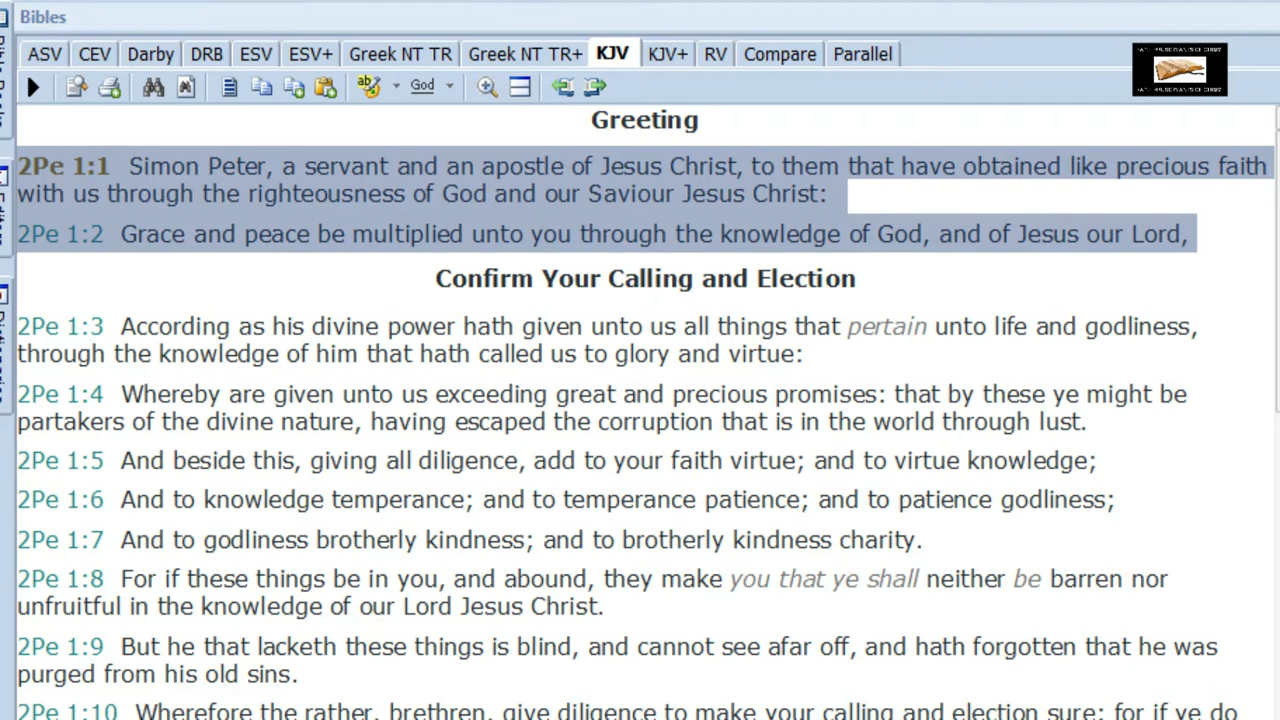 Bibles
ASV CEV Darby DRB ESV ESV+ Greek NT TR Greek NT TR+ KJV KJV+ RV Compare Parallel
God
Greeting
2Pe 1:1 Simon Peter, a servant and an apostle of Jesus Christ, to them that have obtained like precious faith
with us through the righteousness of God and our Saviour Jesus Christ:
2Pe 1:2 Grace and peace be multiplied unto you through the knowledge of God, and of Jesus our Lord,
Confirm Your Calling and Election
2Pe 1:3 According as his divine power hath given unto us all things that pertain unto life and godliness,
through the knowledge of him that hath called us to glory and virtue:
2Pe 1:4 Whereby are given unto us exceeding great and precious promises: that by these ye might be
partakers of the divine nature, having escaped the corruption that is in the world through lust.
2Pe 1:5 And beside this, giving all diligence, add to your faith virtue; and to virtue knowledge;
2Pe 1:6 And to knowledge temperance; and to temperance patience; and to patience godliness;
2Pe 1:7 And to godliness brotherly kindness; and to brotherly kindness charity.
2Pe 1:8 For if these things be in you, and abound, they make you that ye shall neither be barren nor
unfruitful in the knowledge of our Lord Jesus Christ.
2Pe 1:9 But he that lacketh these things is blind, and cannot see afar off, and hath forgotten that he was
purged from his old sins.
2Pe 1:10 Wherefore the rather, brethren, give diligence to make your calling and election sure: for if ye do